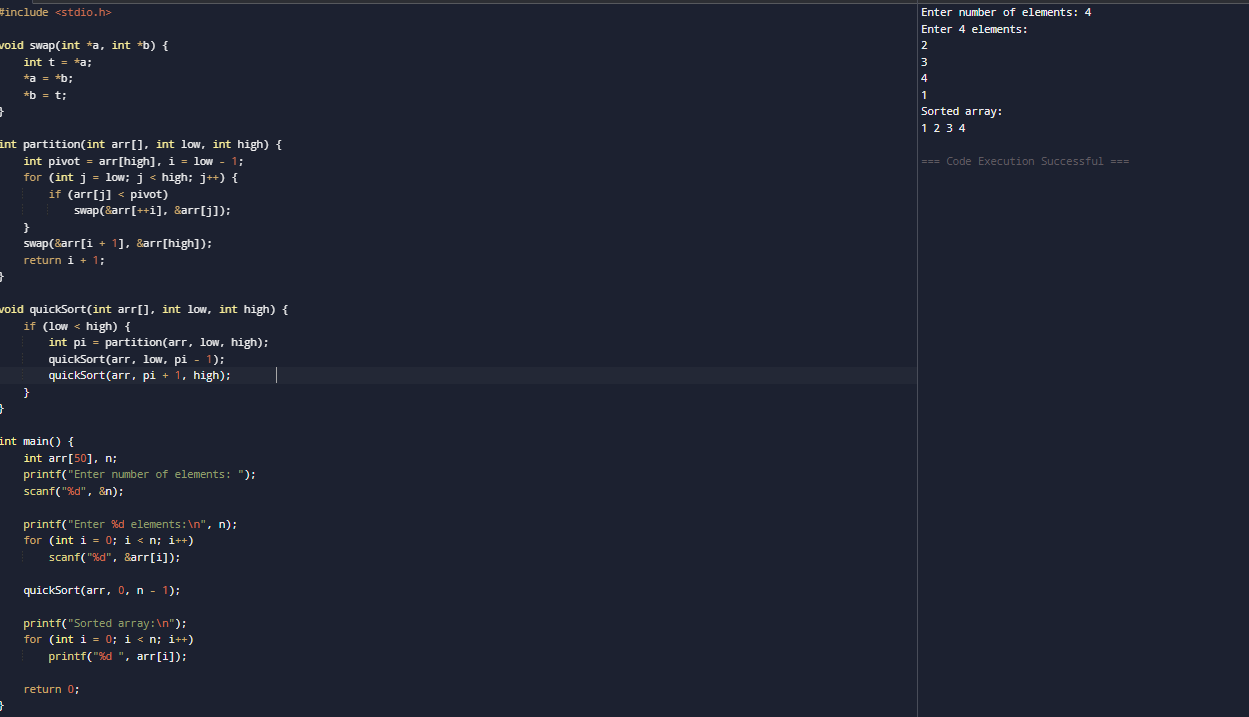 #include <stdio.h>
void swap(int *a, int *b) {
    int t = *a;
    *a = *b;
    *b = t;
}
int partition(int arr[], int low, int high) {
    int pivot = arr[high], i = low - 1;
    for (int j = low; j < high; j++) {
        if (arr[j] < pivot)
            swap(&arr[++i], &arr[j]);
    }
    swap(&arr[i + 1], &arr[high]);
    return i + 1;
}
void quickSort(int arr[], int low, int high) {
    if (low < high) {
        int pi = partition(arr, low, high);
        quickSort(arr, low, pi - 1);
        quickSort(arr, pi + 1, high);
    }
}
int main() {
    int arr[50], n;
    printf("Enter number of elements: ");
    scanf("%d", &n);
    printf("Enter %d elements:\n", n);
    for (int i = 0; i < n; i++)
        scanf("%d", &arr[i]);
    quickSort(arr, 0, n - 1);
    printf("Sorted array:\n");
    for (int i = 0; i < n; i++)
        printf("%d ", arr[i]);
    return 0;
}
Enter number of elements: 4
Enter 4 elements:
2
3
4
1
Sorted array:
1 2 3 4
=== Code Execution Successful ===